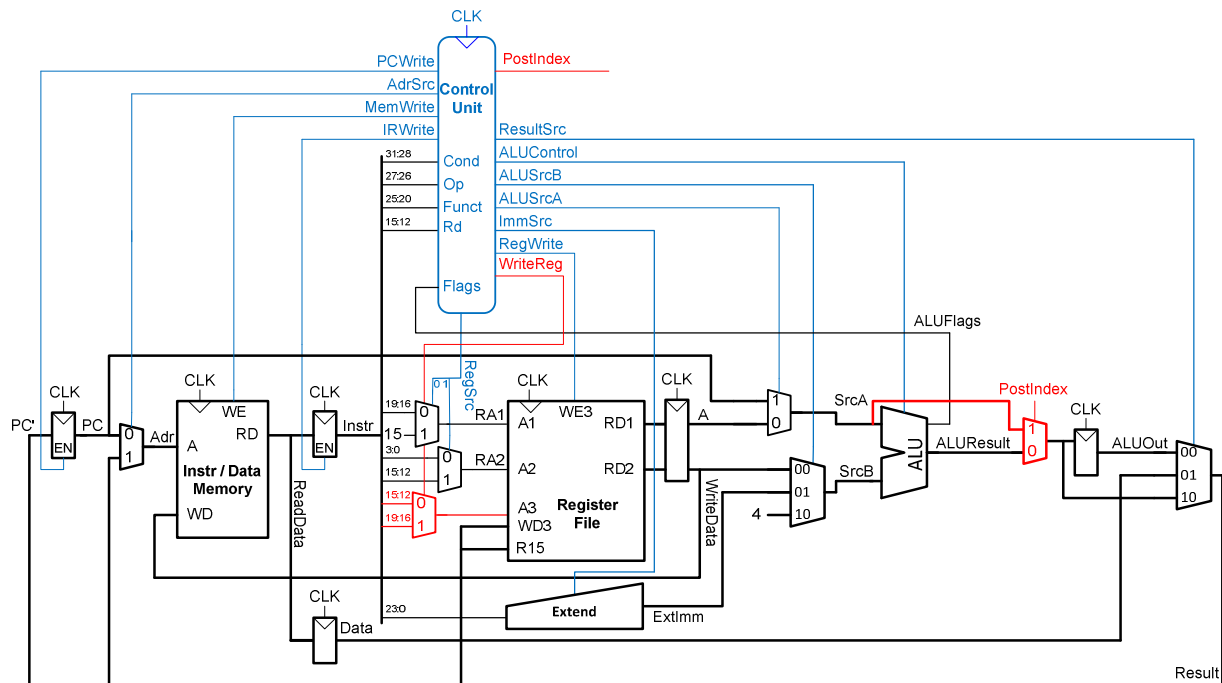 CLK
PCWrite
PostIndex
AdrSrc
Control
Unit
MemWrite
IRWrite
ResultSrc
31:28
Cond
ALUControl
27:26
Op
ALUSrcB
25:20
Funct
ALUSrcA
15:12
Rd
ImmSrc
RegWrite
WriteReg
Flags
ALUFlags
RegSrc
0 1
CLK
CLK
CLK
CLK
CLK
PostIndex
CLK
PC'
EN
PC
0
1
Adr
WE
A
RD
Instr / Data
Memory
WD
EN
Instr
ReadData
19:16
15
0
1
RA1
3:0
15:12
0
1
RA2
15:12
19:16
0
1
WE3
A1
RD1
A2
RD2
A3
WD3
R15
Register
File
A
WriteData
1
0
SrcA
00
01
4
10
SrcB
ALU
ALUResult
1
0
ALUOut
00
01
10
23:0
Extend
ExtImm
CLK
Data
Result